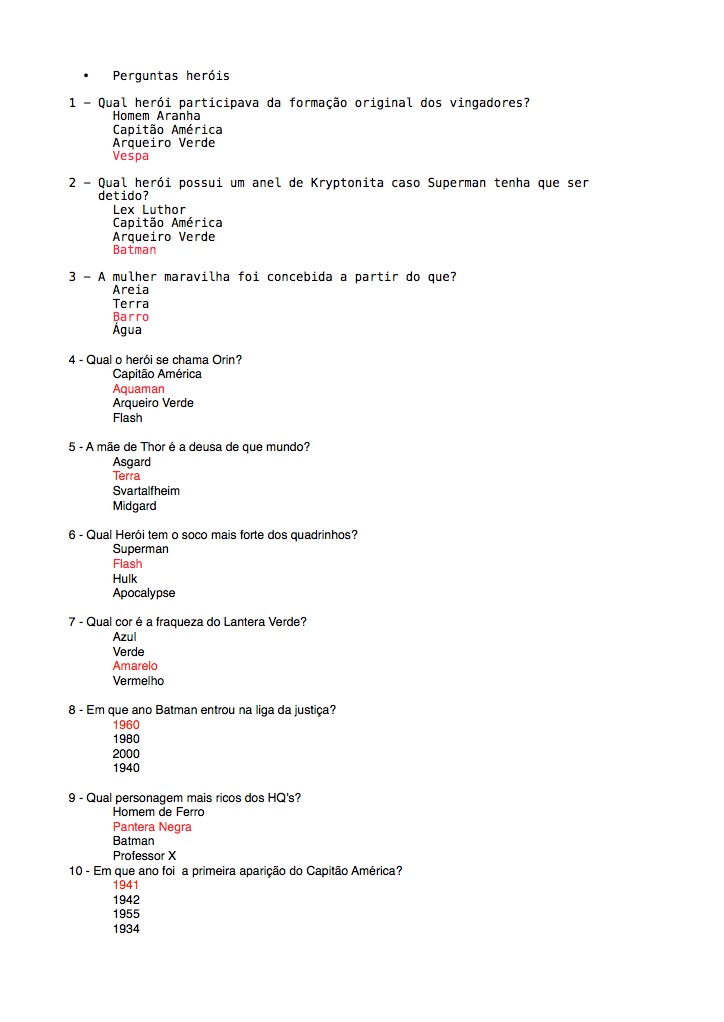 • Perguntas heróis
1 – Qual herói participava da formação original dos vingadores?
Homem Aranha
Capitão América
Arqueiro Verde
Vespa
2 – Qual herói possui um anel de Kryptonita caso Superman tenha que ser
detido?
Lex Luthor
Capitão América
Arqueiro Verde
Batman
3 – A mulher maravilha foi concebida a partir do que?
Areia
Terra
Barro
Água
4 - Qual o herói se chama Orin?
Capitão América
Aquaman
Arqueiro Verde
Flash
5 - A mãe de Thor é a deusa de que mundo?
Asgard
Terra
Svartalfheim
Midgard
6 - Qual Herói tem o soco mais forte dos quadrinhos?
Superman
Flash
Hulk
Apocalypse
7 - Qual cor é a fraqueza do Lantera Verde?
Azul
Verde
Amarelo
Vermelho
8 - Em que ano Batman entrou na liga da justiça?
1960
1980
2000
1940
9 - Qual personagem mais ricos dos HQ's?
Homem de Ferro
Pantera Negra
Batman
Professor X
10 - Em que ano foi  a primeira aparição do Capitão América?
1941
1942
1955
1934